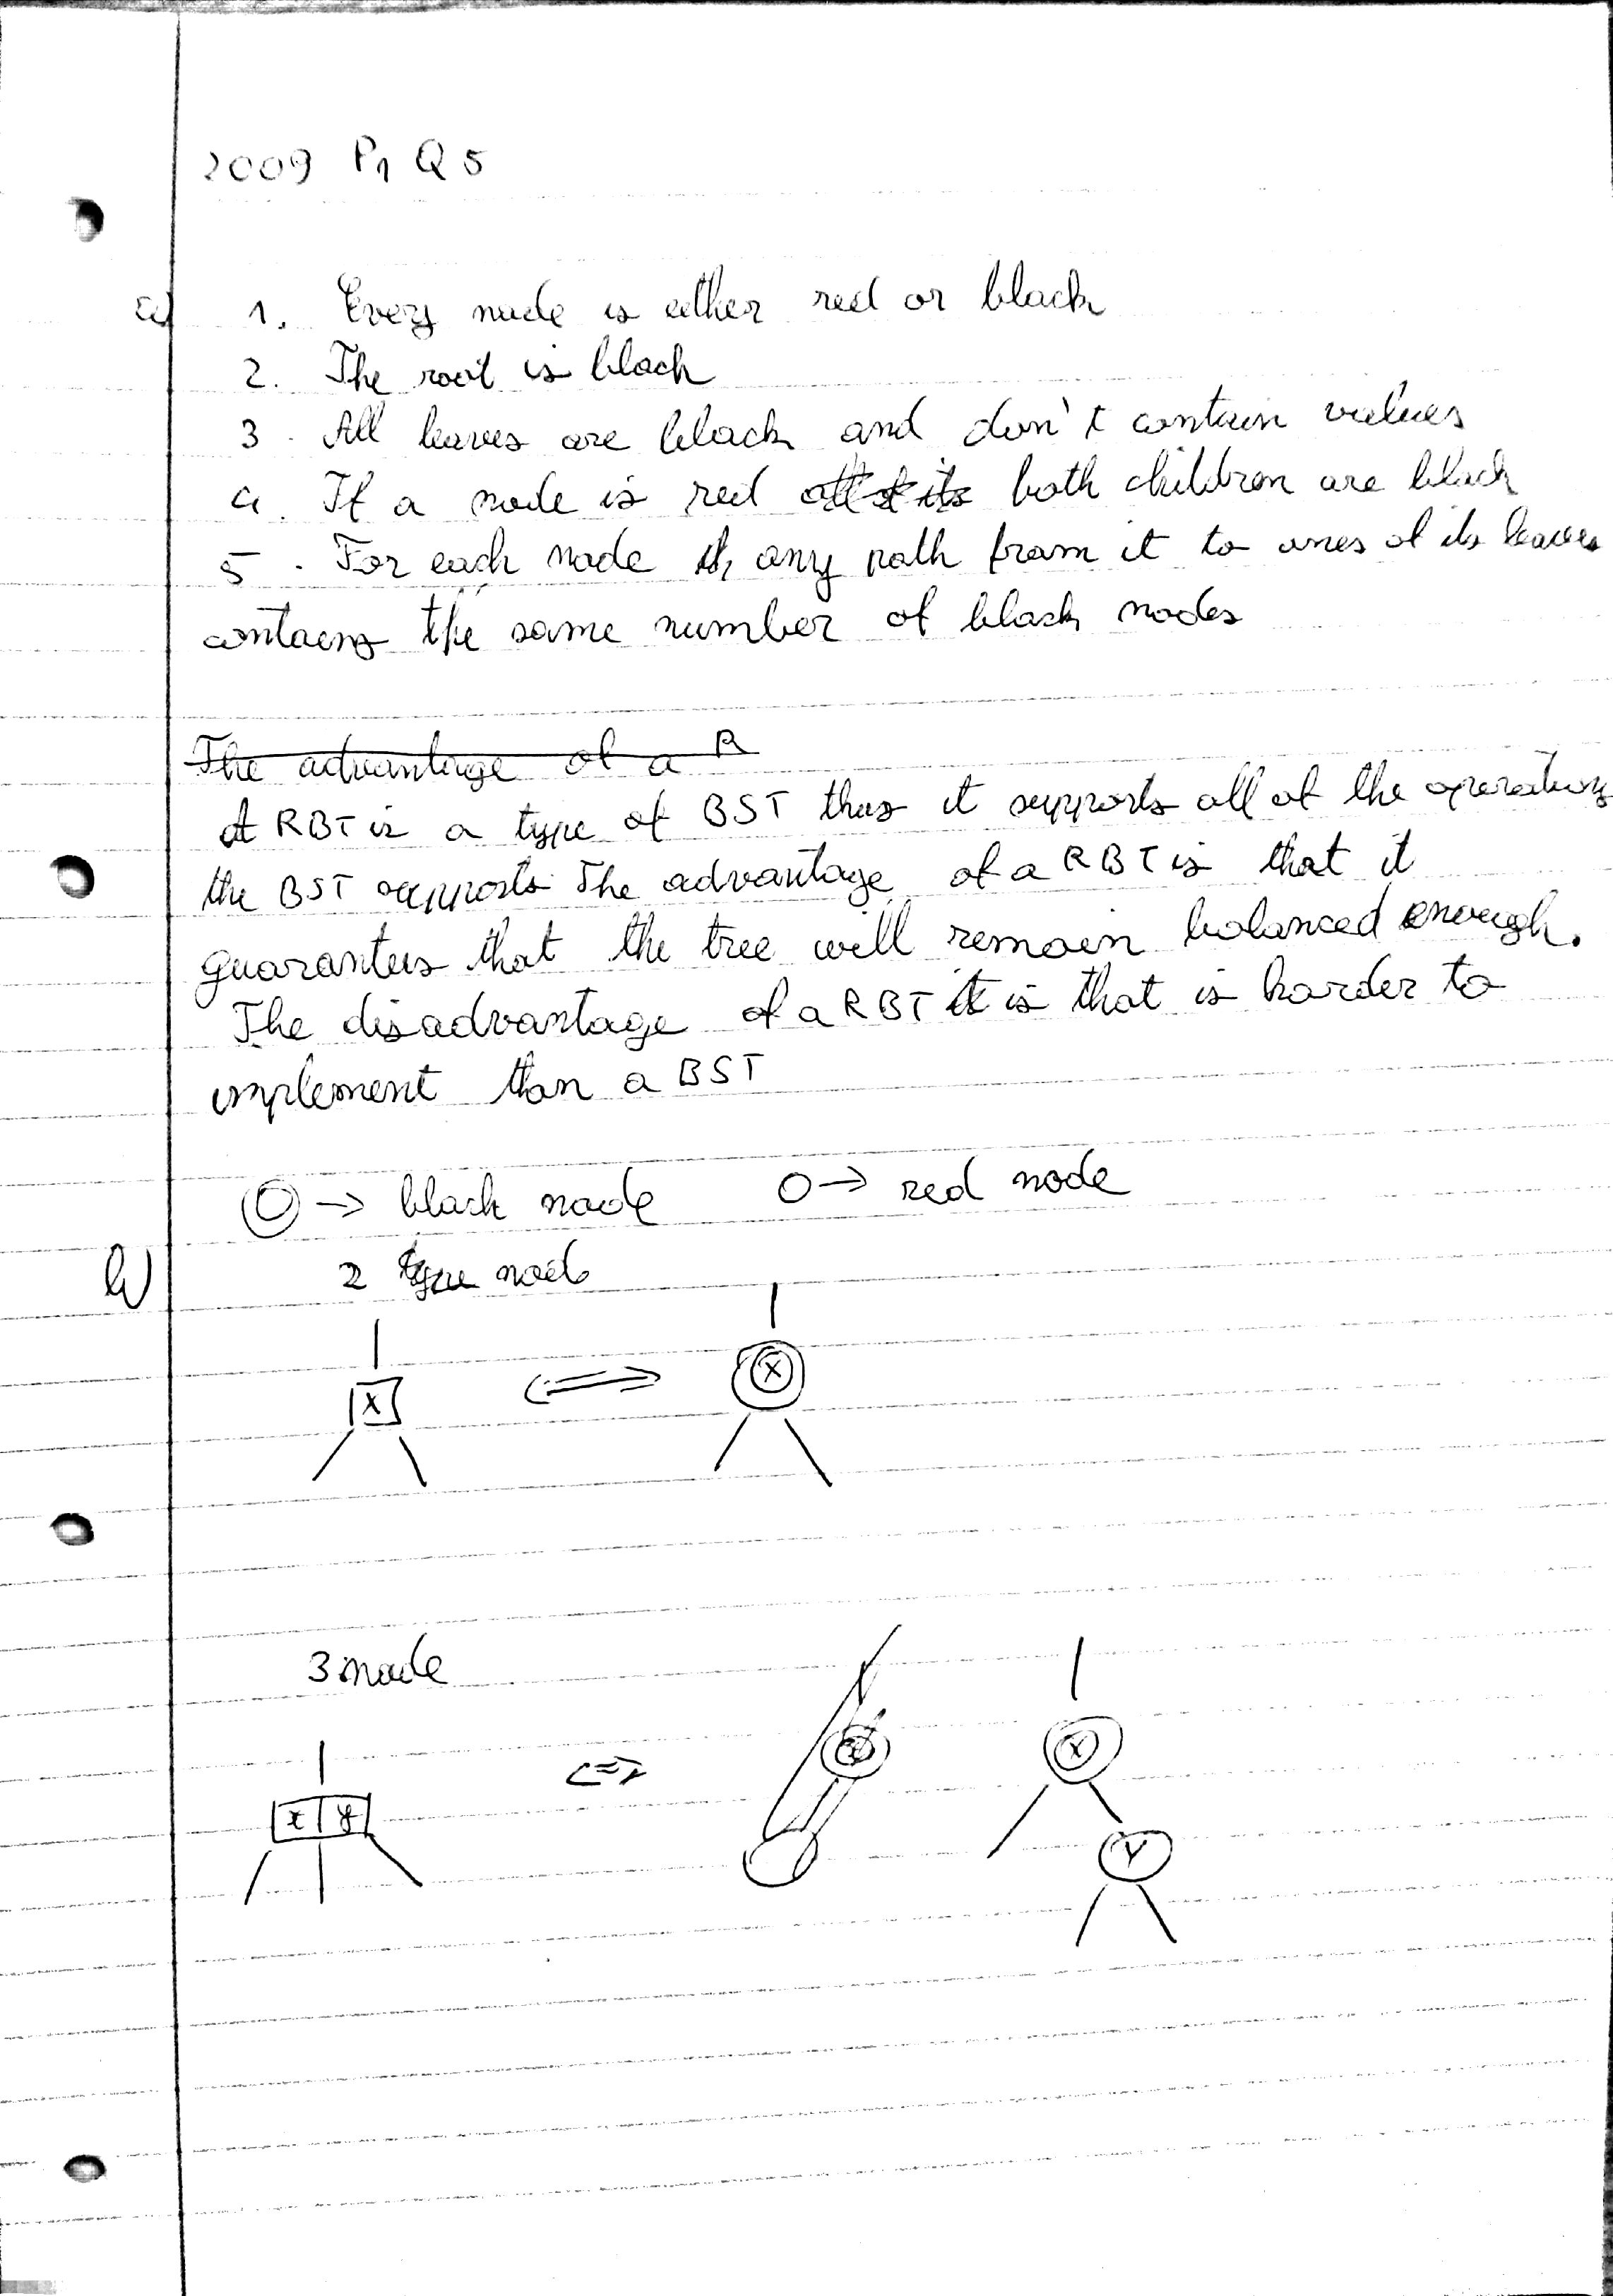 2009 P1 Q5
a) 1. Every node is either red or black
2. The root is black
3. All leaves are black and don't contain values
4. If a node is red both children are black
5. For each node any path from it to ones of its leaves
contains the same number of black nodes
The advantage of a R
A RBT is a type of BST thus it supports all of the operations
the BST supports. The advantage of a RBT is that it
guarantees that the tree will remain balanced enough.
The disadvantage of a RBT is that is harder to
implement than a BST
→ black node → red node
b) 2 type node
X X
3 node
x y X
Y